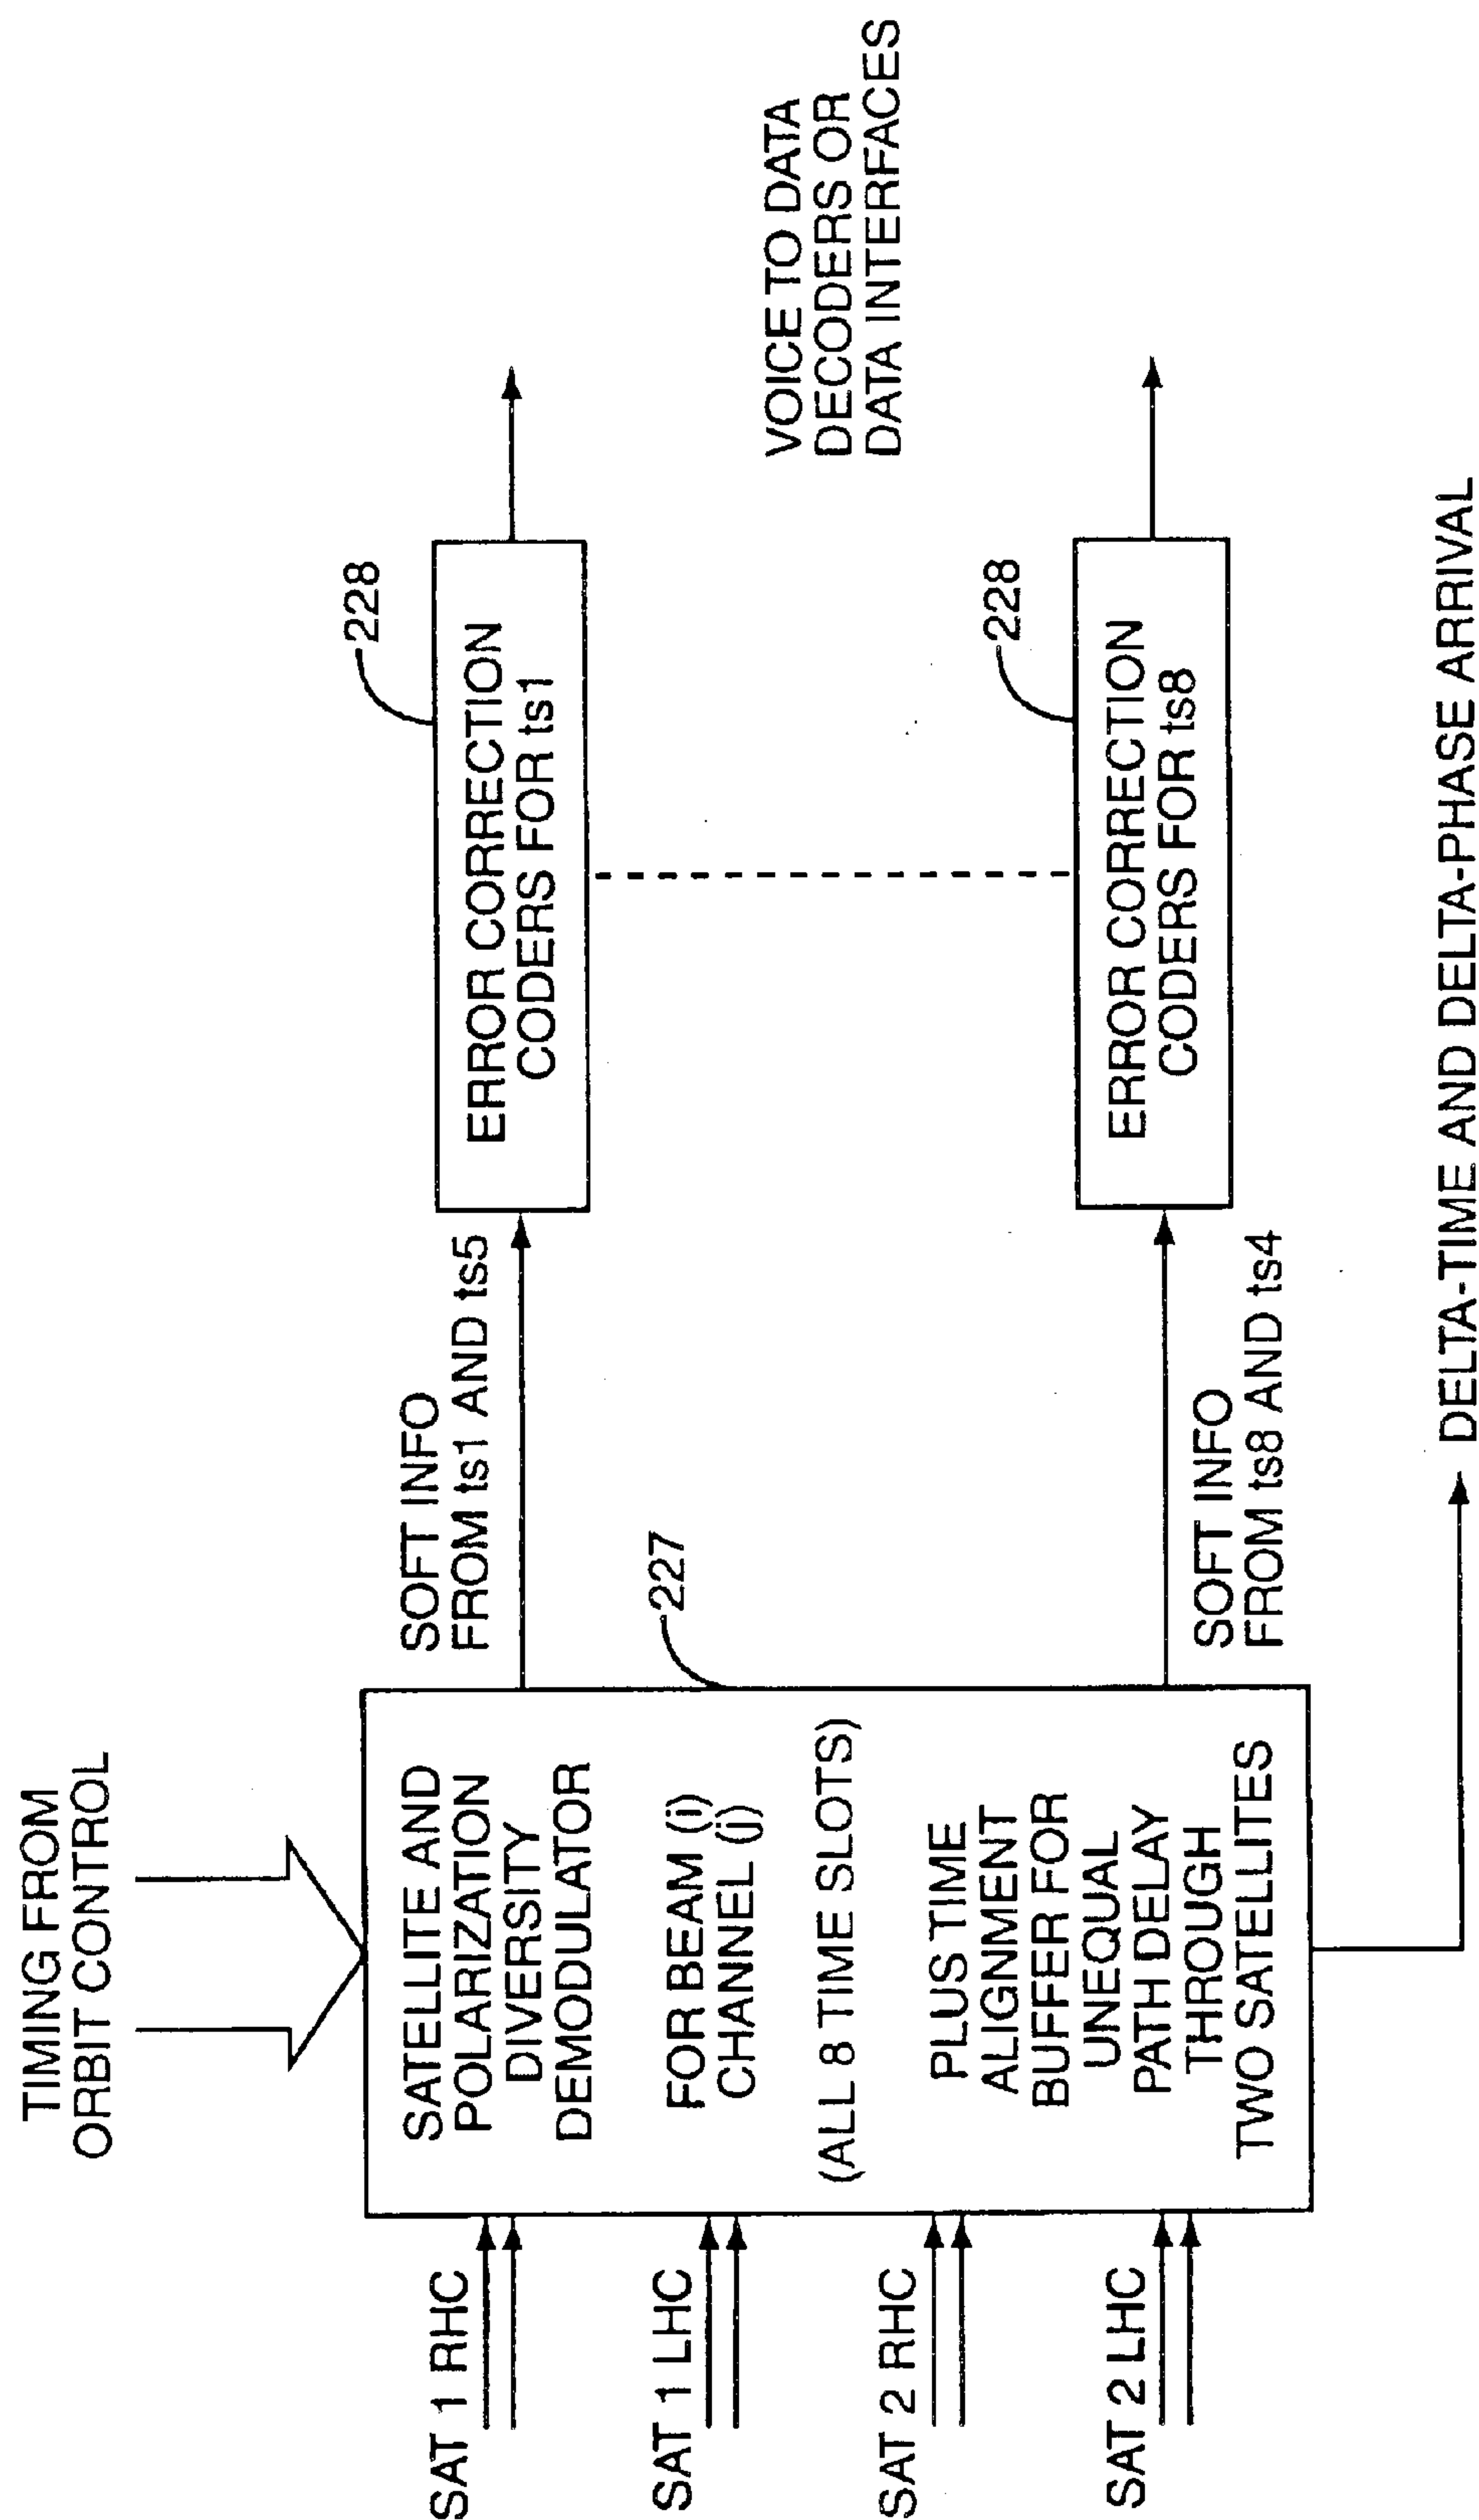 TIMING FROM
ORBIT CONTROL
SAT 1 RHC
SAT 1 LHC
SAT 2 RHC
SAT 2 LHC
SATELLITE AND
POLARIZATION
DIVERSITY
DEMODULATOR
FOR BEAM (i)
CHANNEL (j)
(ALL 8 TIME SLOTS)
PLUS TIME
ALIGNMENT
BUFFER FOR
UNEQUAL
PATH DELAY
THROUGH
TWO SATELLITES
227
SOFT INFO
FROM ts1 AND ts5
SOFT INFO
FROM ts8 AND ts4
228
ERROR CORRECTION
CODERS FOR ts1
228
ERROR CORRECTION
CODERS FOR ts8
VOICE TO DATA
DECODERS OR
DATA INTERFACES
DELTA-TIME AND DELTA-PHASE ARRIVAL